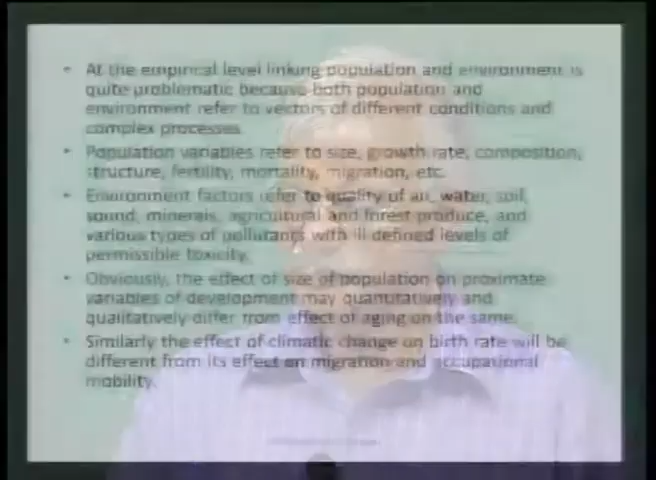 • At the empirical level linking population and environment is
quite problematic because both population and
environment refer to vectors of different conditions and
complex processes.
• Population variables refer to size, growth rate, composition,
structure, fertility, mortality, migration, etc.
• Environment factors refer to quality of air, water, soil,
sound, minerals, agricultural and forest produce, and
various types of pollutants with ill defined levels of
permissible toxicity.
• Obviously, the effect of size of population on proximate
variables of development may quantitatively and
qualitatively differ from effect of aging on the same.
• Similarly the effect of climatic change on birth rate will be
different from its effect on migration and occupational
mobility.